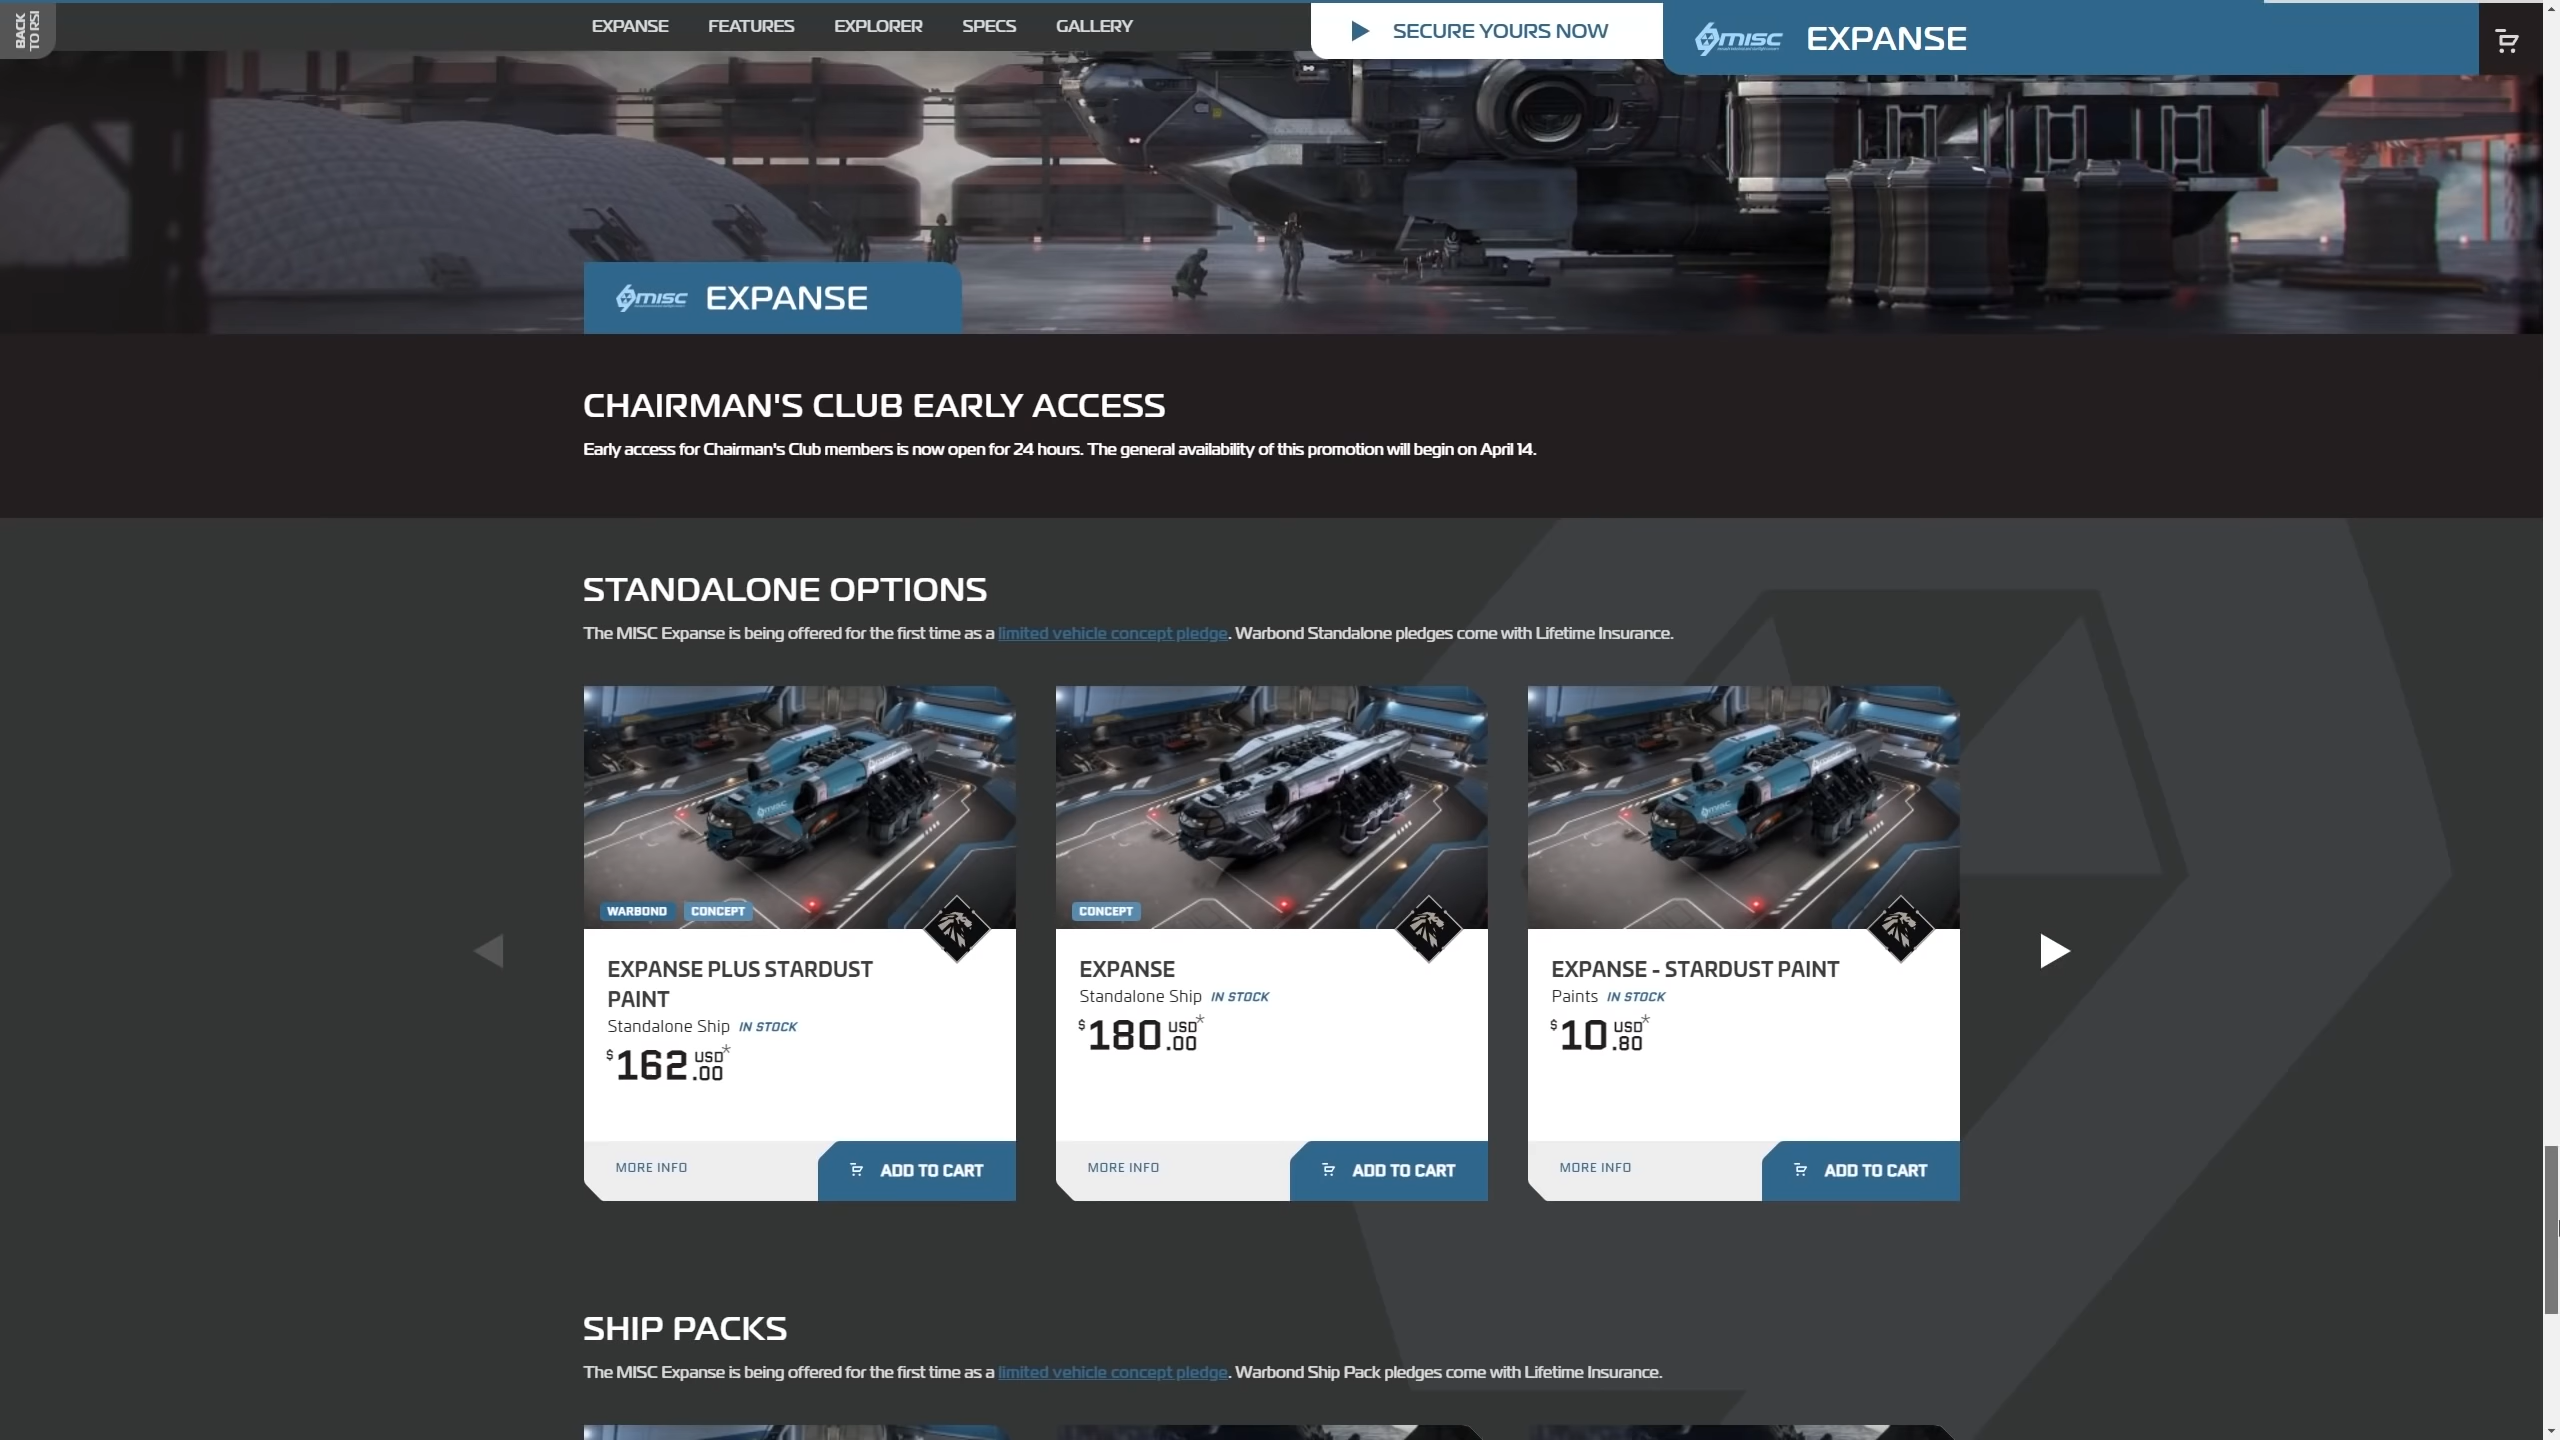 BACK
TO RSI
EXPANSE
FEATURES
EXPLORER
SPECS
GALLERY
SECURE YOURS NOW
MISC EXPANSE
MISC EXPANSE
CHAIRMAN'S CLUB EARLY ACCESS
Early access for Chairman's Club members is now open for 24 hours. The general availability of this promotion will begin on April 14.
STANDALONE OPTIONS
The MISC Expanse is being offered for the first time as a limited vehicle concept pledge. Warbond Standalone pledges come with Lifetime Insurance.
WARBOND CONCEPT
EXPANSE PLUS STARDUST
PAINT
Standalone Ship IN STOCK
$162.00 USD*
MORE INFO
ADD TO CART
CONCEPT
EXPANSE
Standalone Ship IN STOCK
$180.00 USD*
MORE INFO
ADD TO CART
EXPANSE - STARDUST PAINT
Paints IN STOCK
$10.80 USD*
MORE INFO
ADD TO CART
SHIP PACKS
The MISC Expanse is being offered for the first time as a limited vehicle concept pledge. Warbond Ship Pack pledges come with Lifetime Insurance.